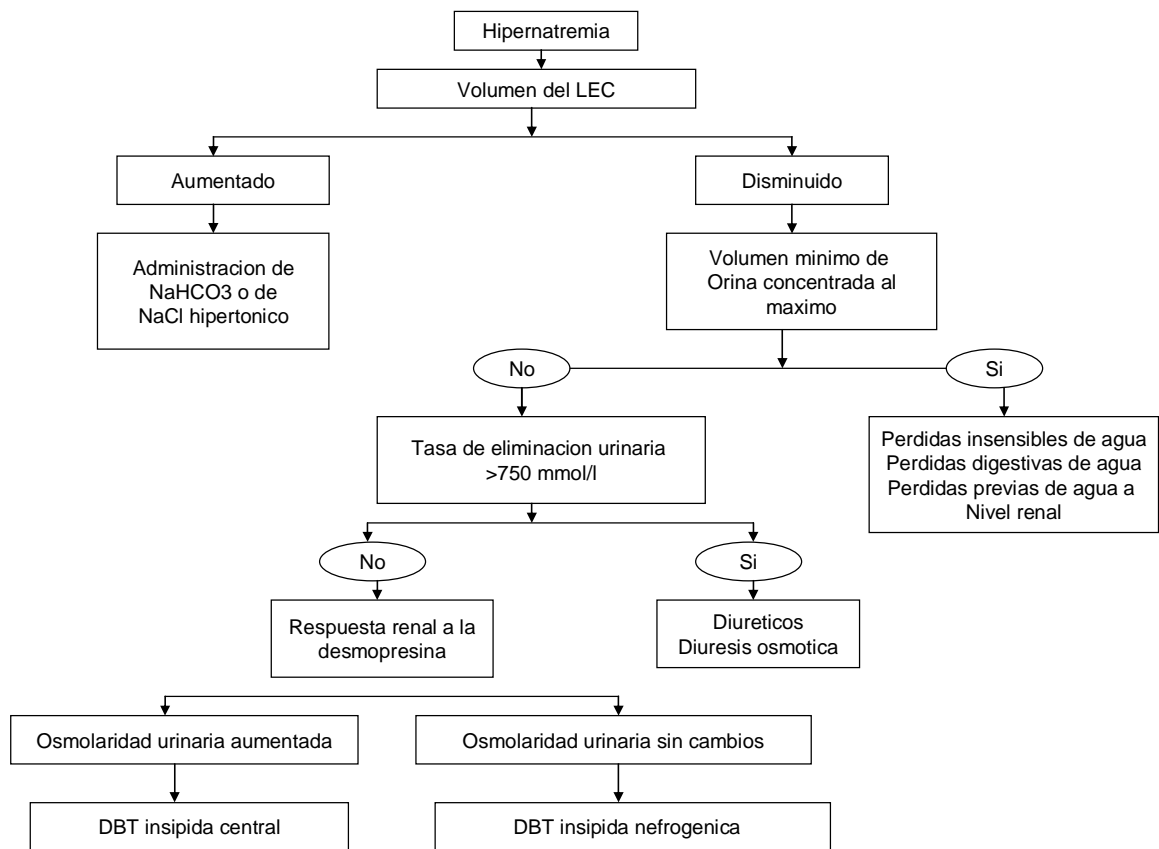 Hipernatremia
Volumen del LEC
Aumentado
Disminuido
Administracion de
NaHCO3 o de
NaCl hipertonico
Volumen minimo de
Orina concentrada al
maximo
No
Si
Tasa de eliminacion urinaria
>750 mmol/l
Perdidas insensibles de agua
Perdidas digestivas de agua
Perdidas previas de agua a
Nivel renal
No
Si
Respuesta renal a la
desmopresina
Diureticos
Diuresis osmotica
Osmolaridad urinaria aumentada
Osmolaridad urinaria sin cambios
DBT insipida central
DBT insipida nefrogenica